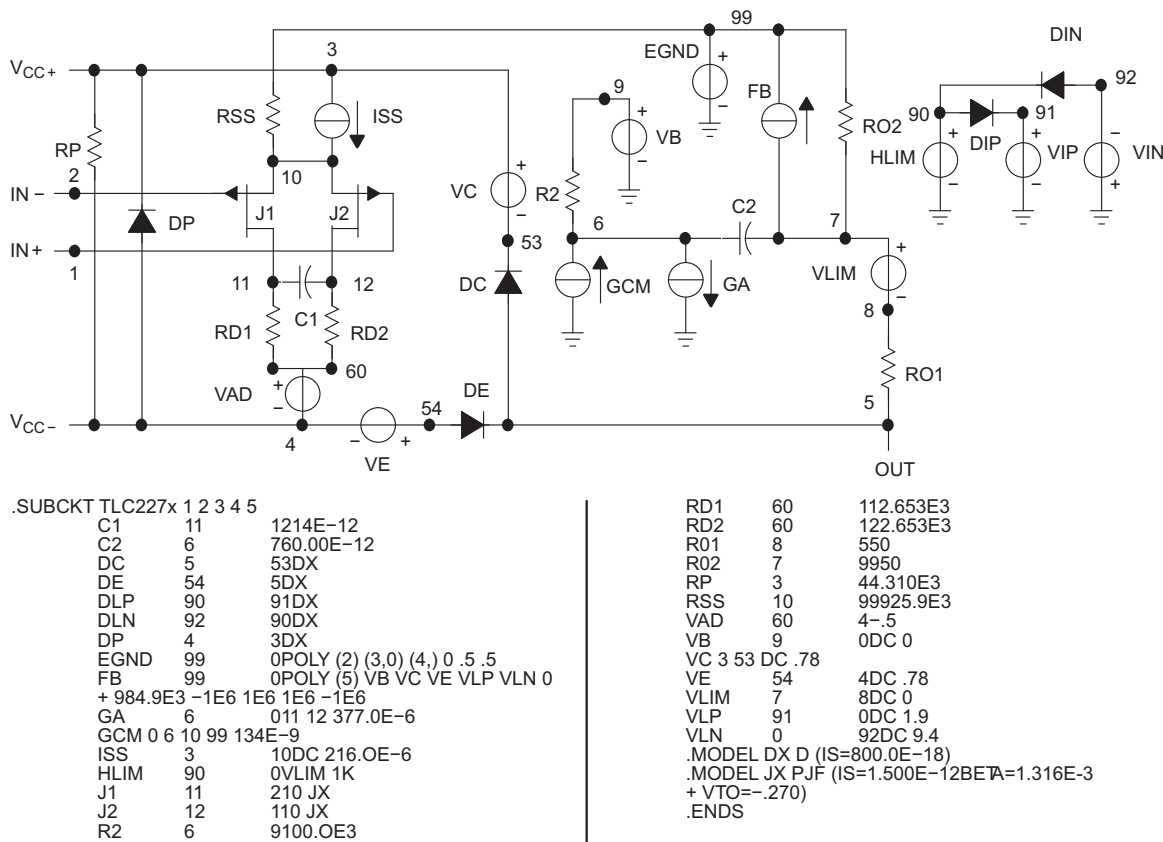 99
3
DIN
EGND
+
VCC+
92
9
+
FB
RSS
ISS
−
90
91
+
VB
RO2
RP
−
+
DIP
+
−
HLIM
VIP
VIN
2
10
VC
+
R2
−
−
+
IN −
J1
J2
−
C2
DP
6
7
IN+
53
+
1
GCM
GA
VLIM
11
12
DC
−
C1
8
RD1
RD2
60
RO1
VAD
+
DE
−
54
5
VCC−
4
−
+
VE
OUT
.SUBCKT TLC227x 1 2 3 4 5
C1 11 1214E−12
C2 6 760.00E−12
DC 5 53DX
DE 54 5DX
DLP 90 91DX
DLN 92 90DX
DP 4 3DX
EGND 99 0POLY (2) (3,0) (4,) 0 .5 .5
FB 99 0POLY (5) VB VC VE VLP VLN 0
+ 984.9E3 −1E6 1E6 1E6 −1E6
GA 6 011 12 377.0E−6
GCM 0 6 10 99 134E−9
ISS 3 10DC 216.OE−6
HLIM 90 0VLIM 1K
J1 11 210 JX
J2 12 110 JX
R2 6 9100.OE3
RD1 60 112.653E3
RD2 60 122.653E3
R01 8 550
R02 7 9950
RP 3 44.310E3
RSS 10 99925.9E3
VAD 60 4−.5
VB 9 0DC 0
VC 3 53 DC .78
VE 54 4DC .78
VLIM 7 8DC 0
VLP 91 0DC 1.9
VLN 0 92DC 9.4
.MODEL DX D (IS=800.0E−18)
.MODEL JX PJF (IS=1.500E−12BETA=1.316E-3
+ VTO=−.270)
.ENDS